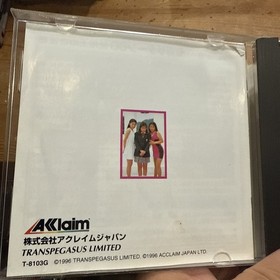 AKClaim
株式会社アクレイムジャパン
TRANSPEGASUS LIMITED
T-8103G ©1996 TRANSPEGASUS LIMITED. ©1996 ACCLAIM JAPAN LTD.